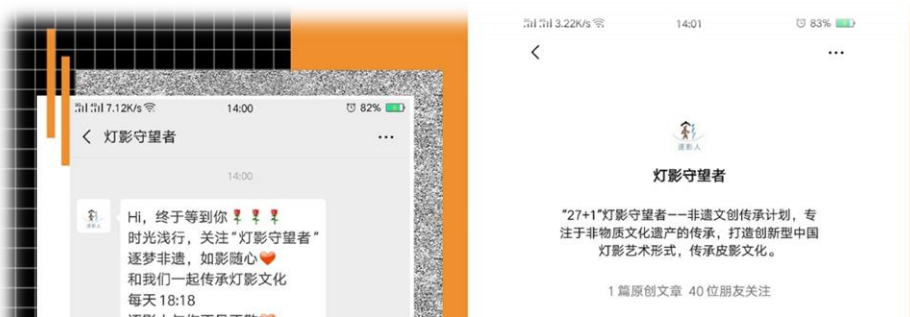 7.12K/s
14:00
82%
灯影守望者
14:00
Hi，终于等到你🌹🌹🌹
时光浅行，关注“灯影守望者”
逐梦非遗，如影随心❤
和我们一起传承灯影文化
每天 18:18
3.22K/s
14:01
83%
逐影人
灯影守望者
“27+1”灯影守望者——非遗文创传承计划，专
注于非物质文化遗产的传承，打造创新型中国
灯影艺术形式，传承皮影文化。
1 篇原创文章 40 位朋友关注